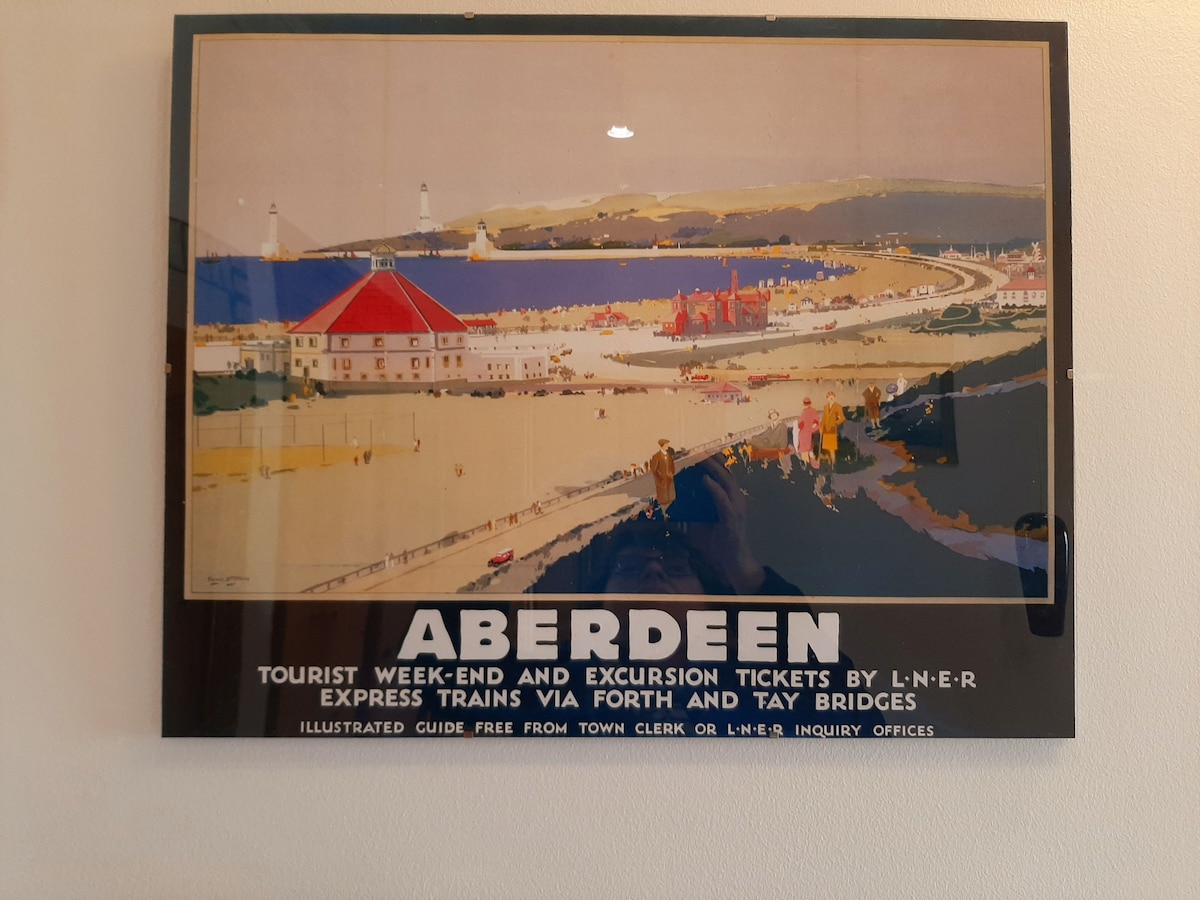 ABERDEEN
TOURIST WEEK-END AND EXCURSION TICKETS BY L·N·E·R
EXPRESS TRAINS VIA FORTH AND TAY BRIDGES
ILLUSTRATED GUIDE FREE FROM TOWN CLERK OR L·N·E·R INQUIRY OFFICES